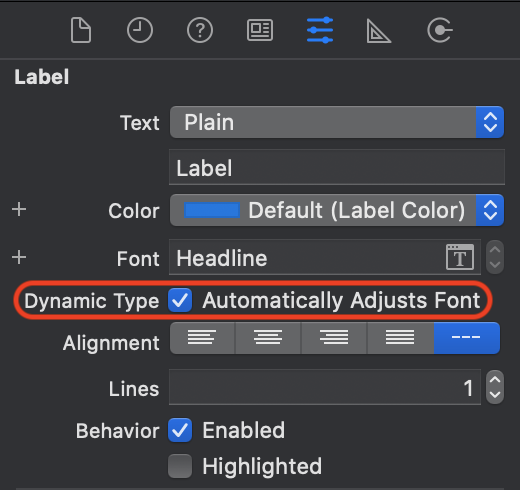 Label
Text Plain
Label
Color Default (Label Color)
Font Headline T
Dynamic Type Automatically Adjusts Font
Alignment
Lines 1
Behavior Enabled
Highlighted